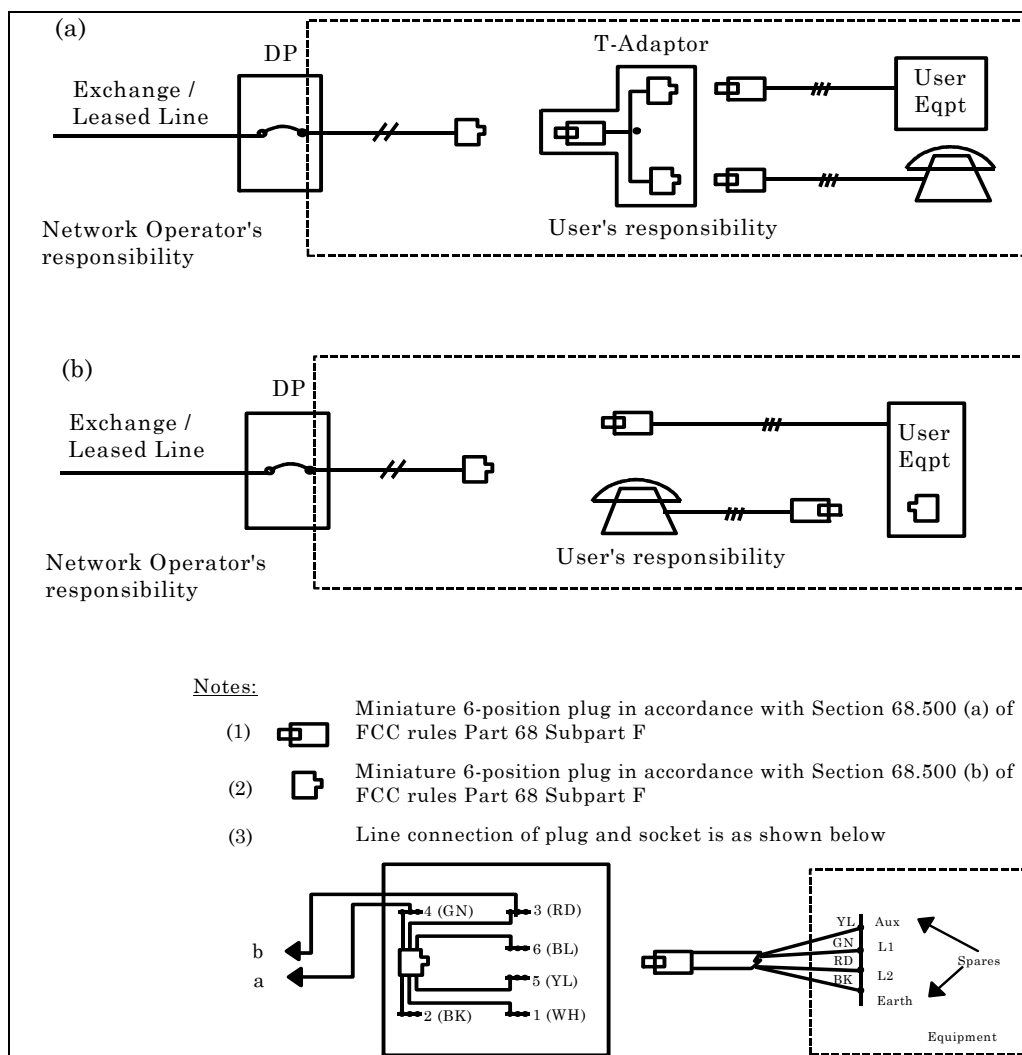 (a)
DP
T-Adaptor
Exchange /
Leased Line
User
Eqpt
Network Operator's
responsibility
User's responsibility
(b)
DP
Exchange /
Leased Line
User
Eqpt
Network Operator's
responsibility
User's responsibility
Notes:
(1) Miniature 6-position plug in accordance with Section 68.500 (a) of
FCC rules Part 68 Subpart F
(2) Miniature 6-position plug in accordance with Section 68.500 (b) of
FCC rules Part 68 Subpart F
(3) Line connection of plug and socket is as shown below
4 (GN) 3 (RD)
b
6 (BL)
a
5 (YL)
2 (BK) 1 (WH)
YL Aux
GN L1
RD Spares
BK L2
Earth
Equipment